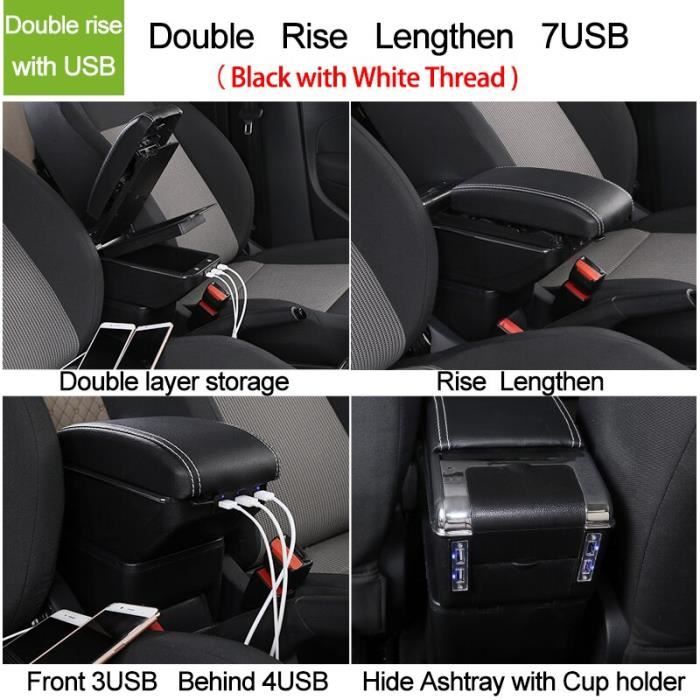 Double rise
with USB
Double Rise Lengthen 7USB
( Black with White Thread )
Double layer storage
Rise Lengthen
Front 3USB Behind 4USB
Hide Ashtray with Cup holder